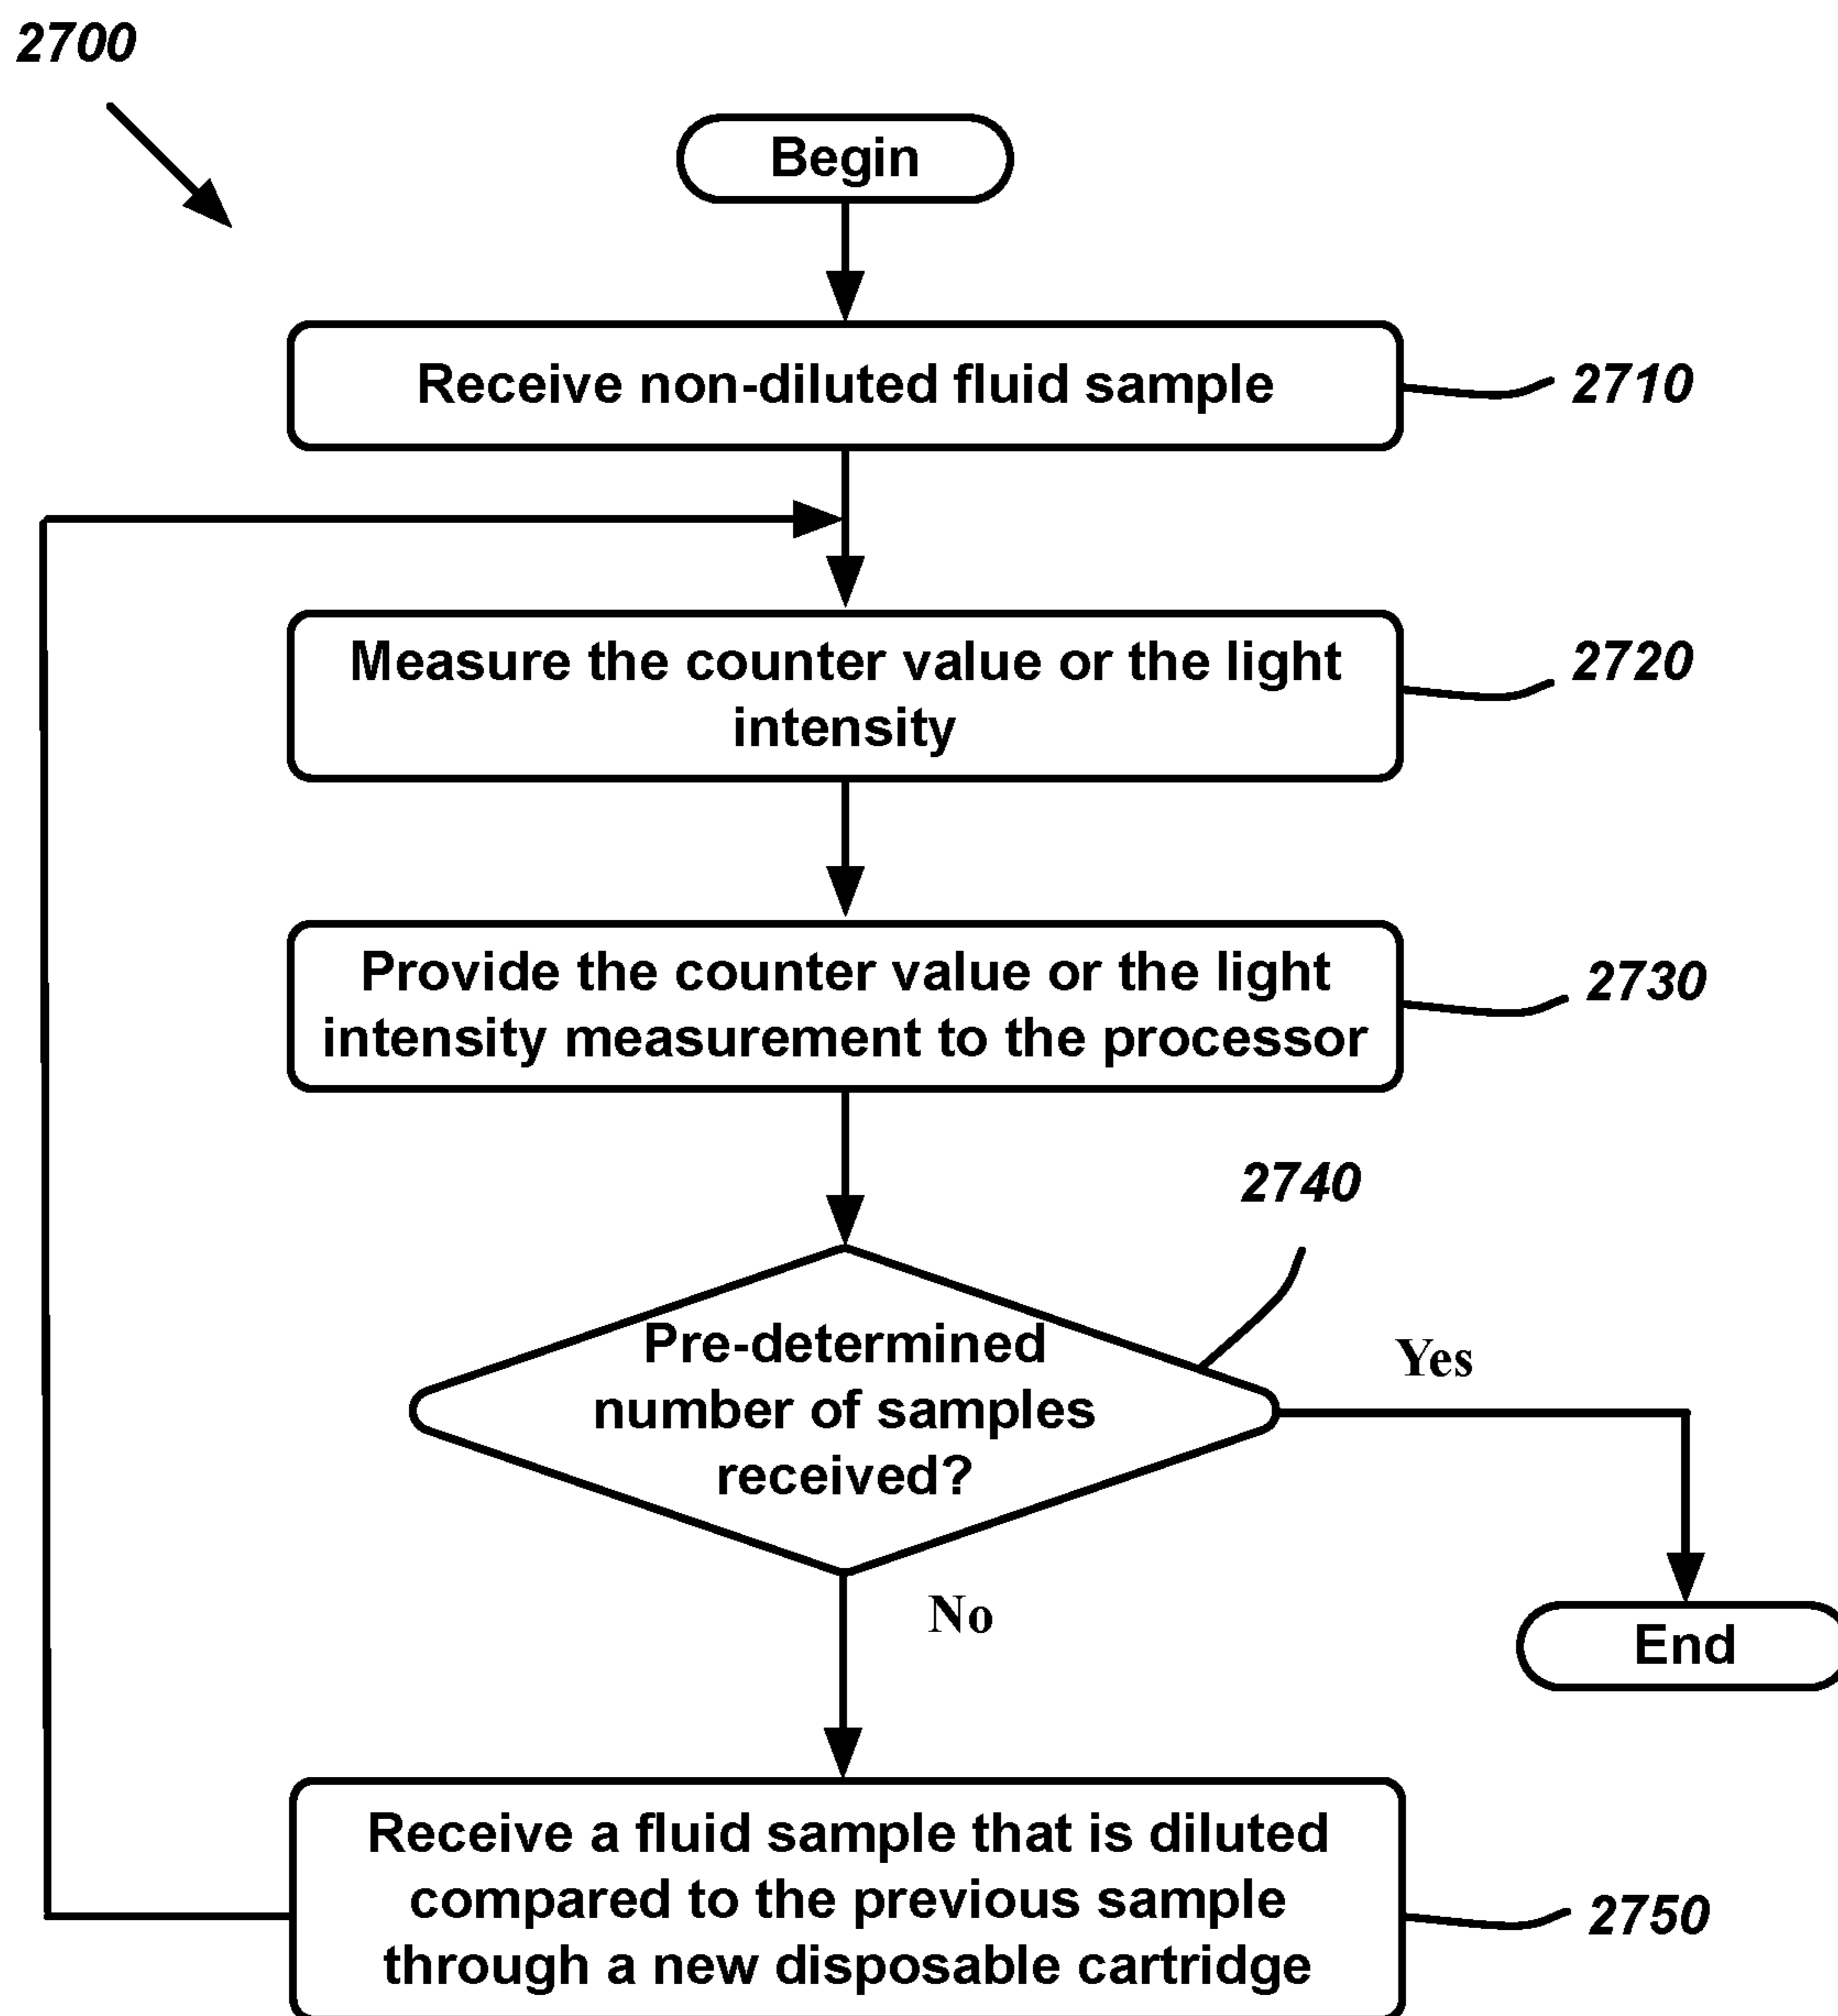 2700
Begin
Receive non-diluted fluid sample
2710
Measure the counter value or the light
intensity
2720
Provide the counter value or the light
intensity measurement to the processor
2730
2740
Pre-determined
number of samples
received?
Yes
No
End
Receive a fluid sample that is diluted
compared to the previous sample
through a new disposable cartridge
2750